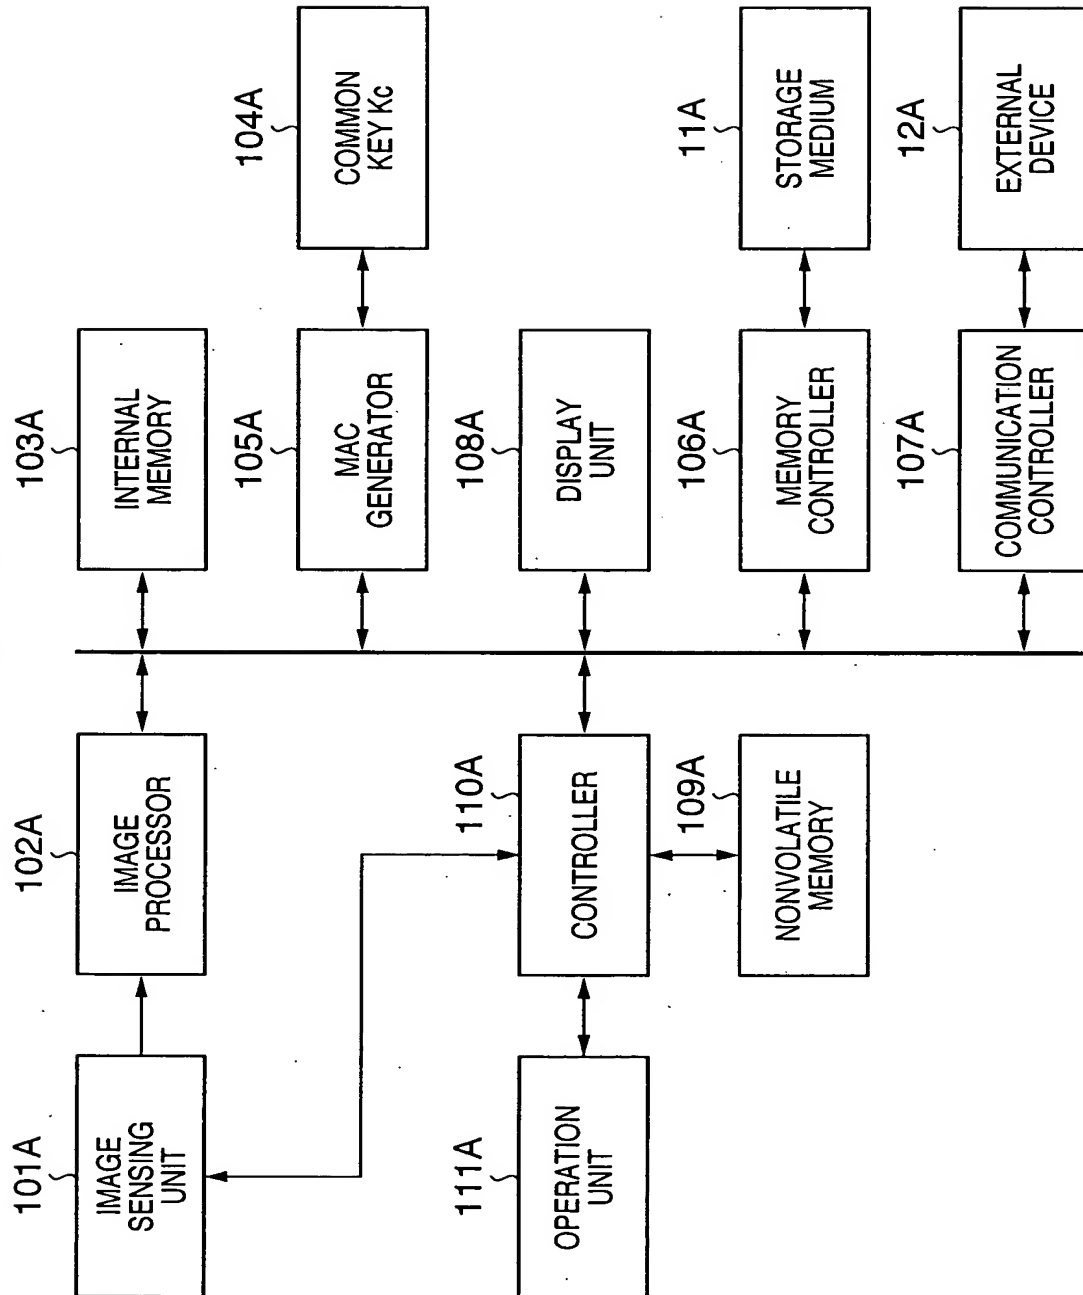 101A
IMAGE
SENSING
UNIT
102A
IMAGE
PROCESSOR
103A
INTERNAL
MEMORY
104A
COMMON
KEY Kc
105A
MAC
GENERATOR
111A
OPERATION
UNIT
110A
CONTROLLER
108A
DISPLAY
UNIT
109A
NONVOLATILE
MEMORY
106A
MEMORY
CONTROLLER
11A
STORAGE
MEDIUM
107A
COMMUNICATION
CONTROLLER
12A
EXTERNAL
DEVICE